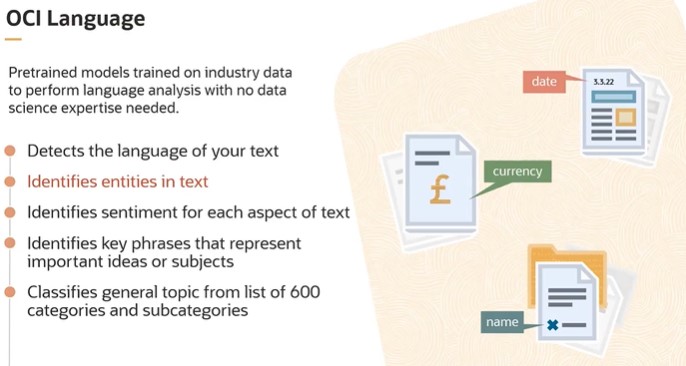 OCI Language
Pretrained models trained on industry data
to perform language analysis with no data
science expertise needed.
Detects the language of your text
Identifies entities in text
Identifies sentiment for each aspect of text
Identifies key phrases that represent
important ideas or subjects
Classifies general topic from list of 600
categories and subcategories
date
3.3.22
currency
£
name